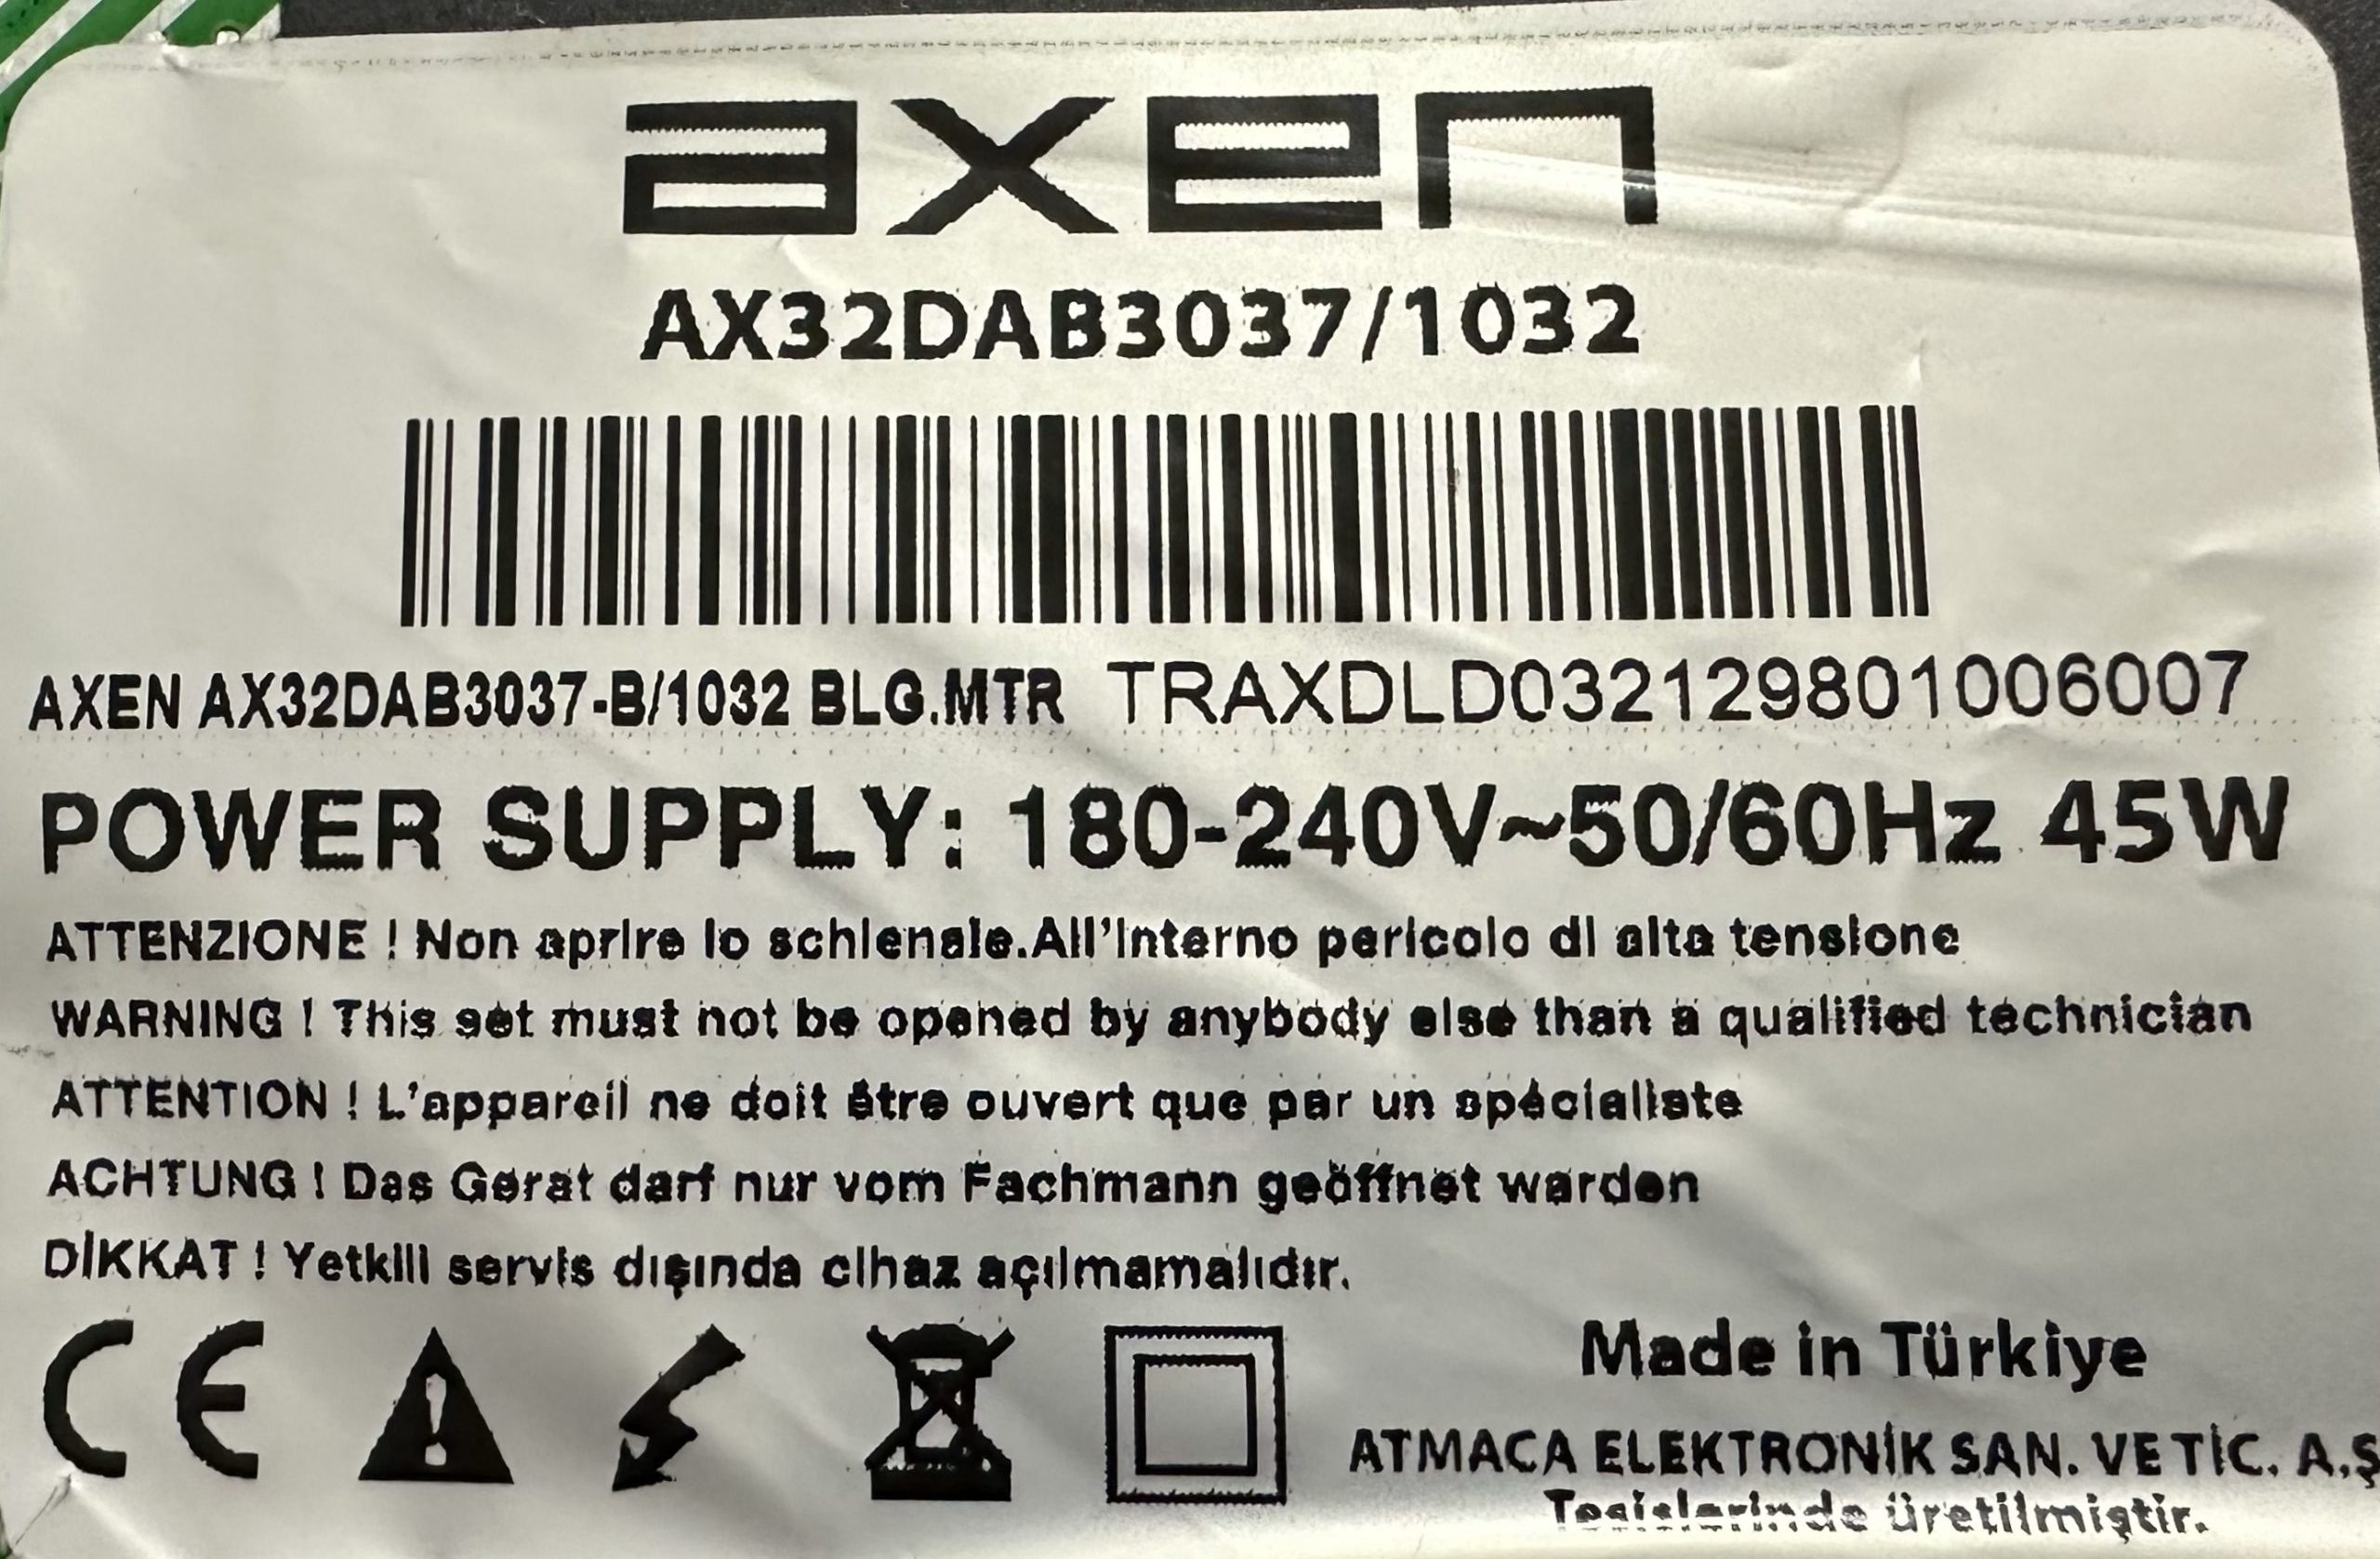 axen
AX32DAB3037/1032
AXEN AX32DAB3037-B/1032 BLG.MTR TRAXDLD032129801006007
POWER SUPPLY: 180-240V~50/60Hz 45W
ATTENZIONE ! Non aprire lo schienale.All'interno pericolo di alta tensione
WARNING ! This set must not be opened by anybody else than a qualified technician
ATTENTION ! L'appareil ne doit étre ouvert que par un spécialiste
ACHTUNG ! Das Gerat darf nur vom Fachmann geöffnet warden
DİKKAT ! Yetkili servis dışında cihaz açılmamalıdır.
CE
Made in Türkiye
ATMACA ELEKTRONİK SAN. VE TİC. A.Ş
Tesislerinde üretilmiştir.